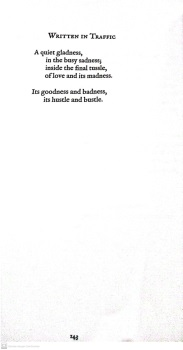 WRITTEN IN TRAFFIC
A quiet gladness,
in the busy sadness;
inside the final tussle,
of love and its madness.
Its goodness and badness,
its hustle and bustle.
243